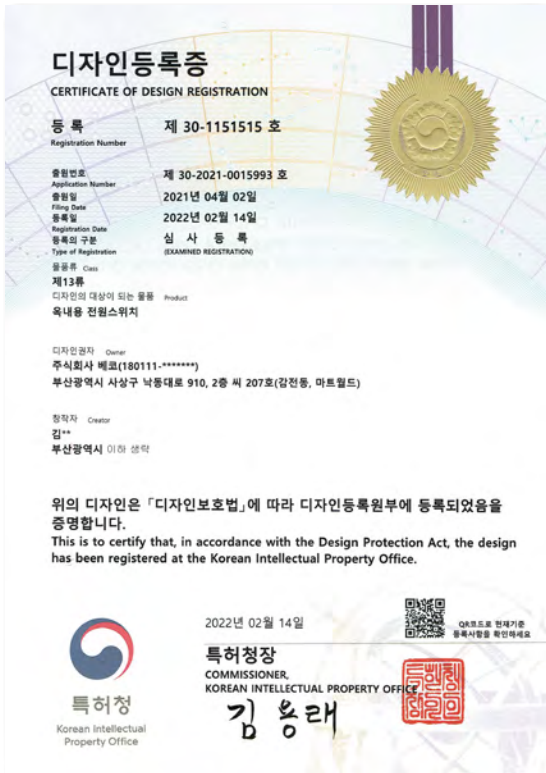 디자인등록증
CERTIFICATE OF DESIGN REGISTRATION
등 록 제 30-1151515 호
Registration Number
출원번호 제 30-2021-0015993 호
Application Number
출원일 2021년 04월 02일
Filing Date
등록일 2022년 02월 14일
Registration Date
등록의 구분 심 사 등 록
Type of Registration (EXAMINED REGISTRATION)
물품류 Class
제13류
디자인의 대상이 되는 물품 Product
옥내용 전원스위치
디자인권자 Owner
주식회사 베코(180111-*******)
부산광역시 사상구 낙동대로 910, 2층 씨 207호(감전동, 마트월드)
창작자 Creator
김**
부산광역시 이하 생략
위의 디자인은 「디자인보호법」에 따라 디자인등록원부에 등록되었음을
증명합니다.
This is to certify that, in accordance with the Design Protection Act, the design
has been registered at the Korean Intellectual Property Office.
2022년 02월 14일
QR코드로 현재기준
등록사항을 확인하세요
특허청장
COMMISSIONER,
KOREAN INTELLECTUAL PROPERTY OFFICE
김용래
특허청
Korean Intellectual
Property Office